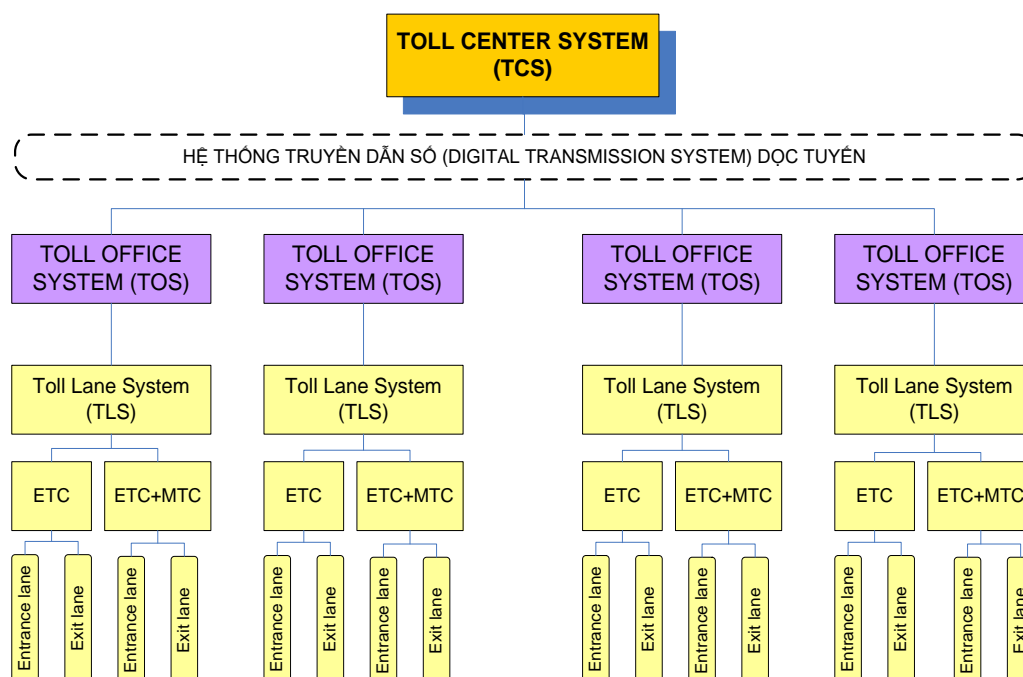 TOLL CENTER SYSTEM
(TCS)
HỆ THỐNG TRUYỀN DẪN SỐ (DIGITAL TRANSMISSION SYSTEM) DỌC TUYẾN
TOLL OFFICE
SYSTEM (TOS)
TOLL OFFICE
SYSTEM (TOS)
TOLL OFFICE
SYSTEM (TOS)
TOLL OFFICE
SYSTEM (TOS)
Toll Lane System
(TLS)
Toll Lane System
(TLS)
Toll Lane System
(TLS)
Toll Lane System
(TLS)
ETC
ETC+MTC
ETC
ETC+MTC
ETC
ETC+MTC
ETC
ETC+MTC
Entrance lane
Exit lane
Entrance lane
Exit lane
Entrance lane
Exit lane
Entrance lane
Exit lane
Entrance lane
Exit lane
Entrance lane
Exit lane
Entrance lane
Exit lane
Entrance lane
Exit lane